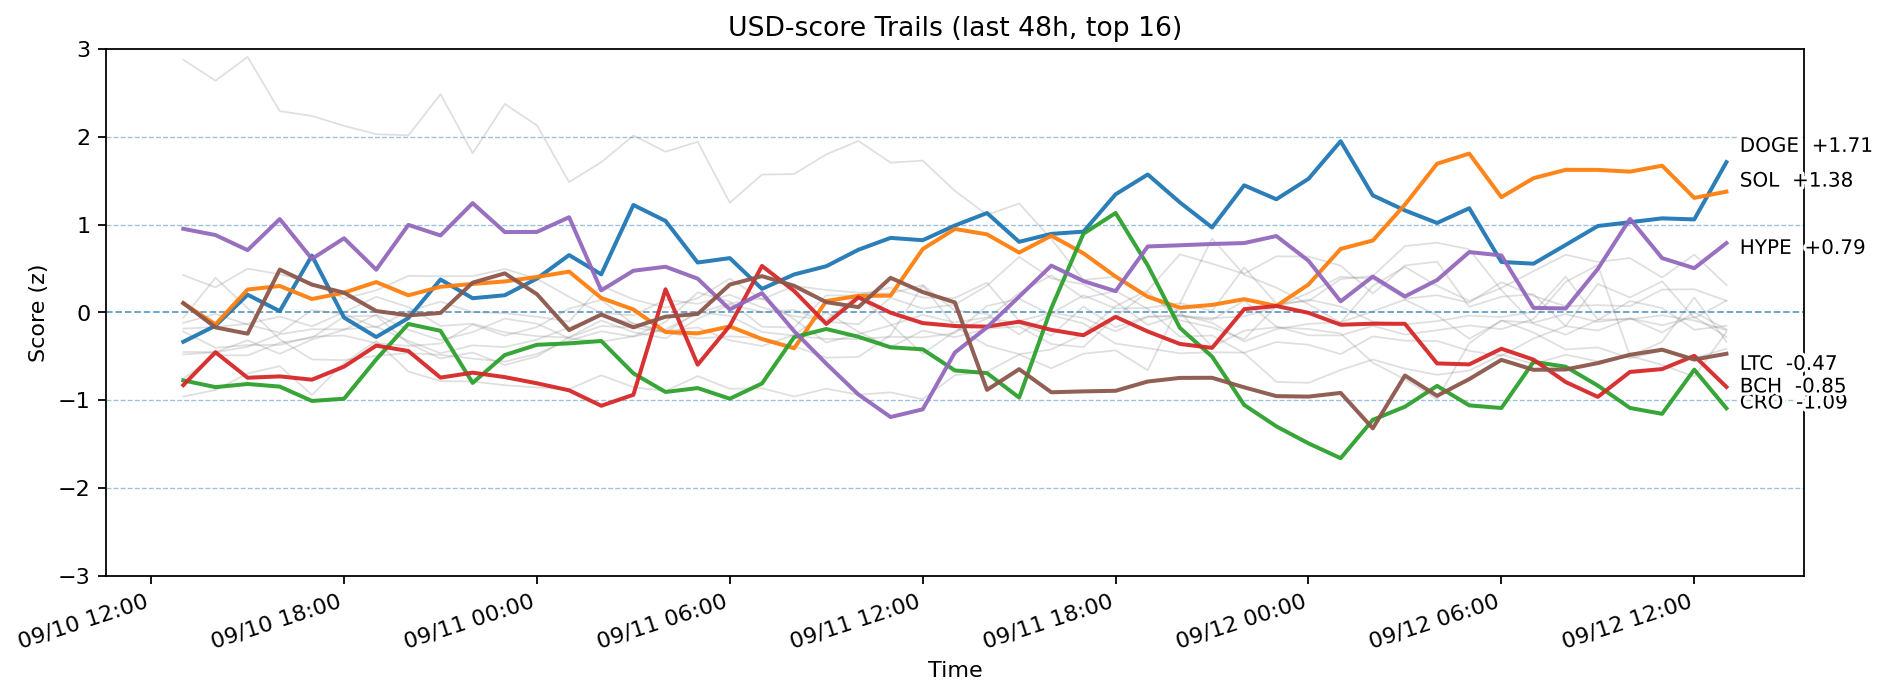 USD-score Trails (last 48h, top 16)
3
2
1
0
−1
−2
−3
Score (z)
DOGE +1.71
SOL +1.38
HYPE +0.79
LTC -0.47
BCH -0.85
CRO -1.09
09/10 12:00
09/10 18:00
09/11 00:00
09/11 06:00
09/11 12:00
09/11 18:00
09/12 00:00
09/12 06:00
09/12 12:00
Time